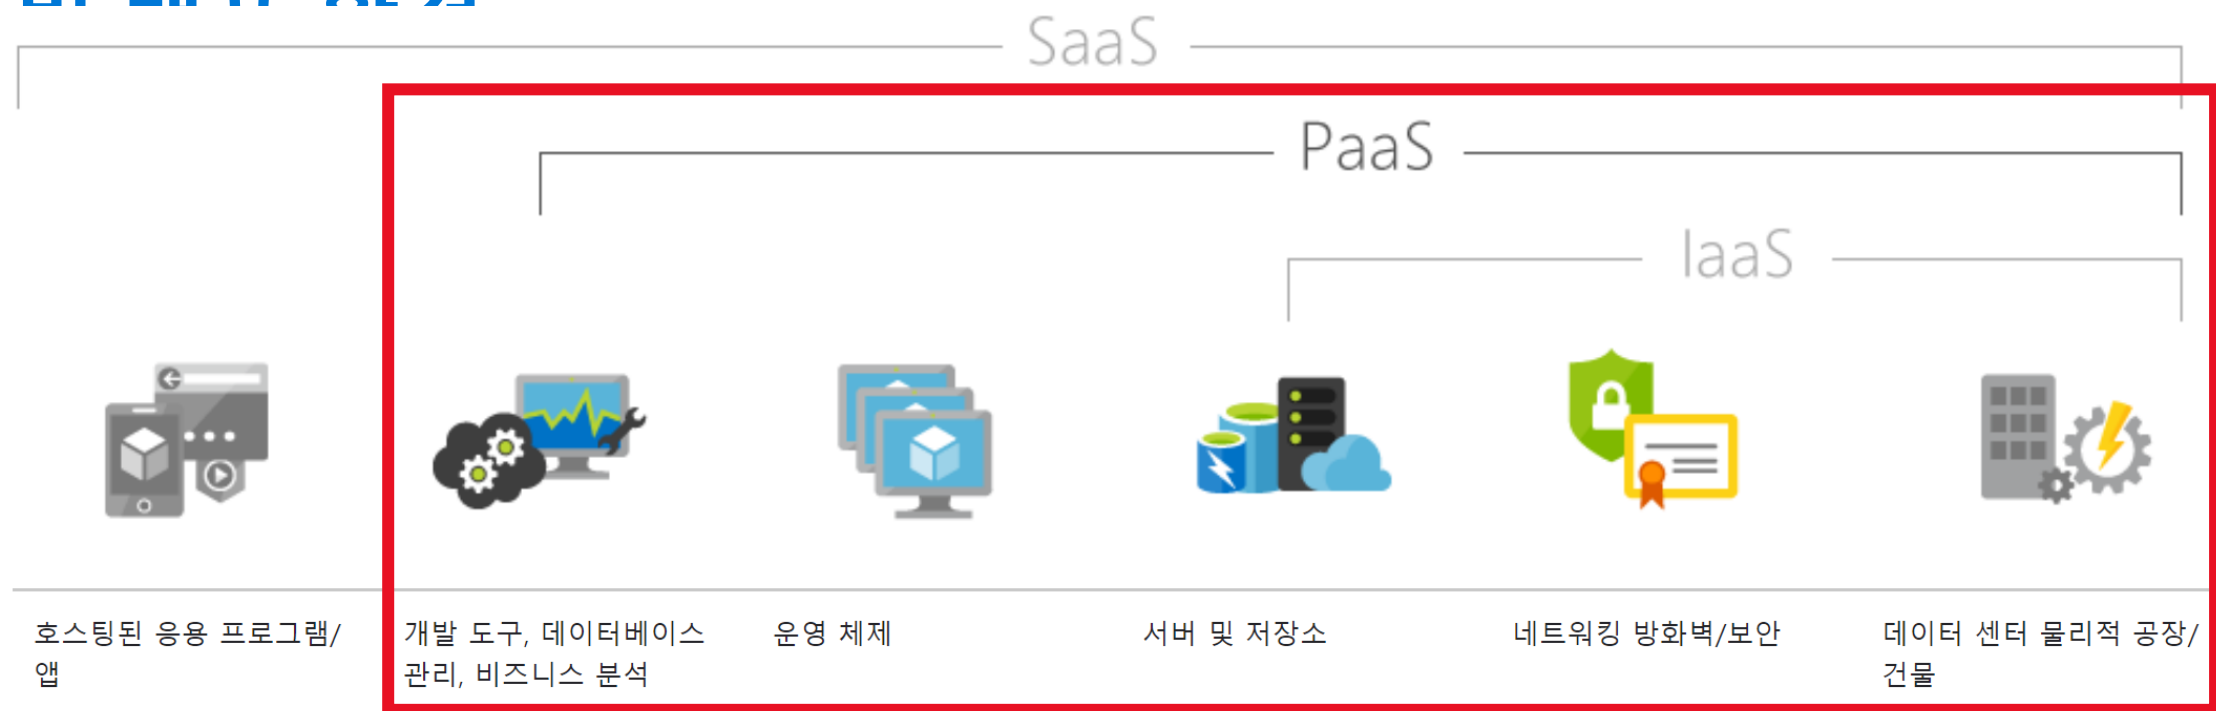 SaaS
PaaS
IaaS
호스팅된 응용 프로그램/
앱
개발 도구, 데이터베이스
관리, 비즈니스 분석
운영 체제
서버 및 저장소
네트워킹 방화벽/보안
데이터 센터 물리적 공장/
건물